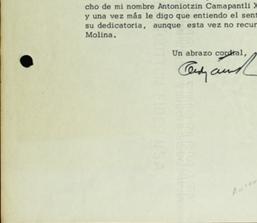 cho de mi nombre Antoniotzin Camapantli X
y una vez más le digo que entiendo el sent
su dedicatoria, aunque esta vez no recur
Molina.
Un abrazo cordial,